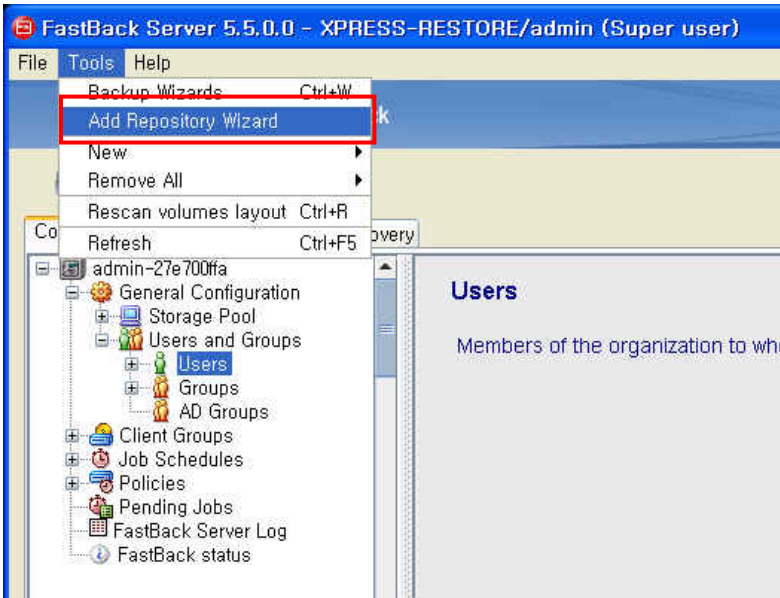 FastBack Server 5.5.0.0 - XPRESS-RESTORE/admin (Super user)
File Tools Help
Backup Wizards Ctrl+W
Add Repository Wizard
New
Remove All
Rescan volumes layout Ctrl+R
Refresh Ctrl+F5
admin-27e700ffa
General Configuration
Storage Pool
Users and Groups
Users
Groups
AD Groups
Client Groups
Job Schedules
Policies
Pending Jobs
FastBack Server Log
FastBack status
Users
Members of the organization to